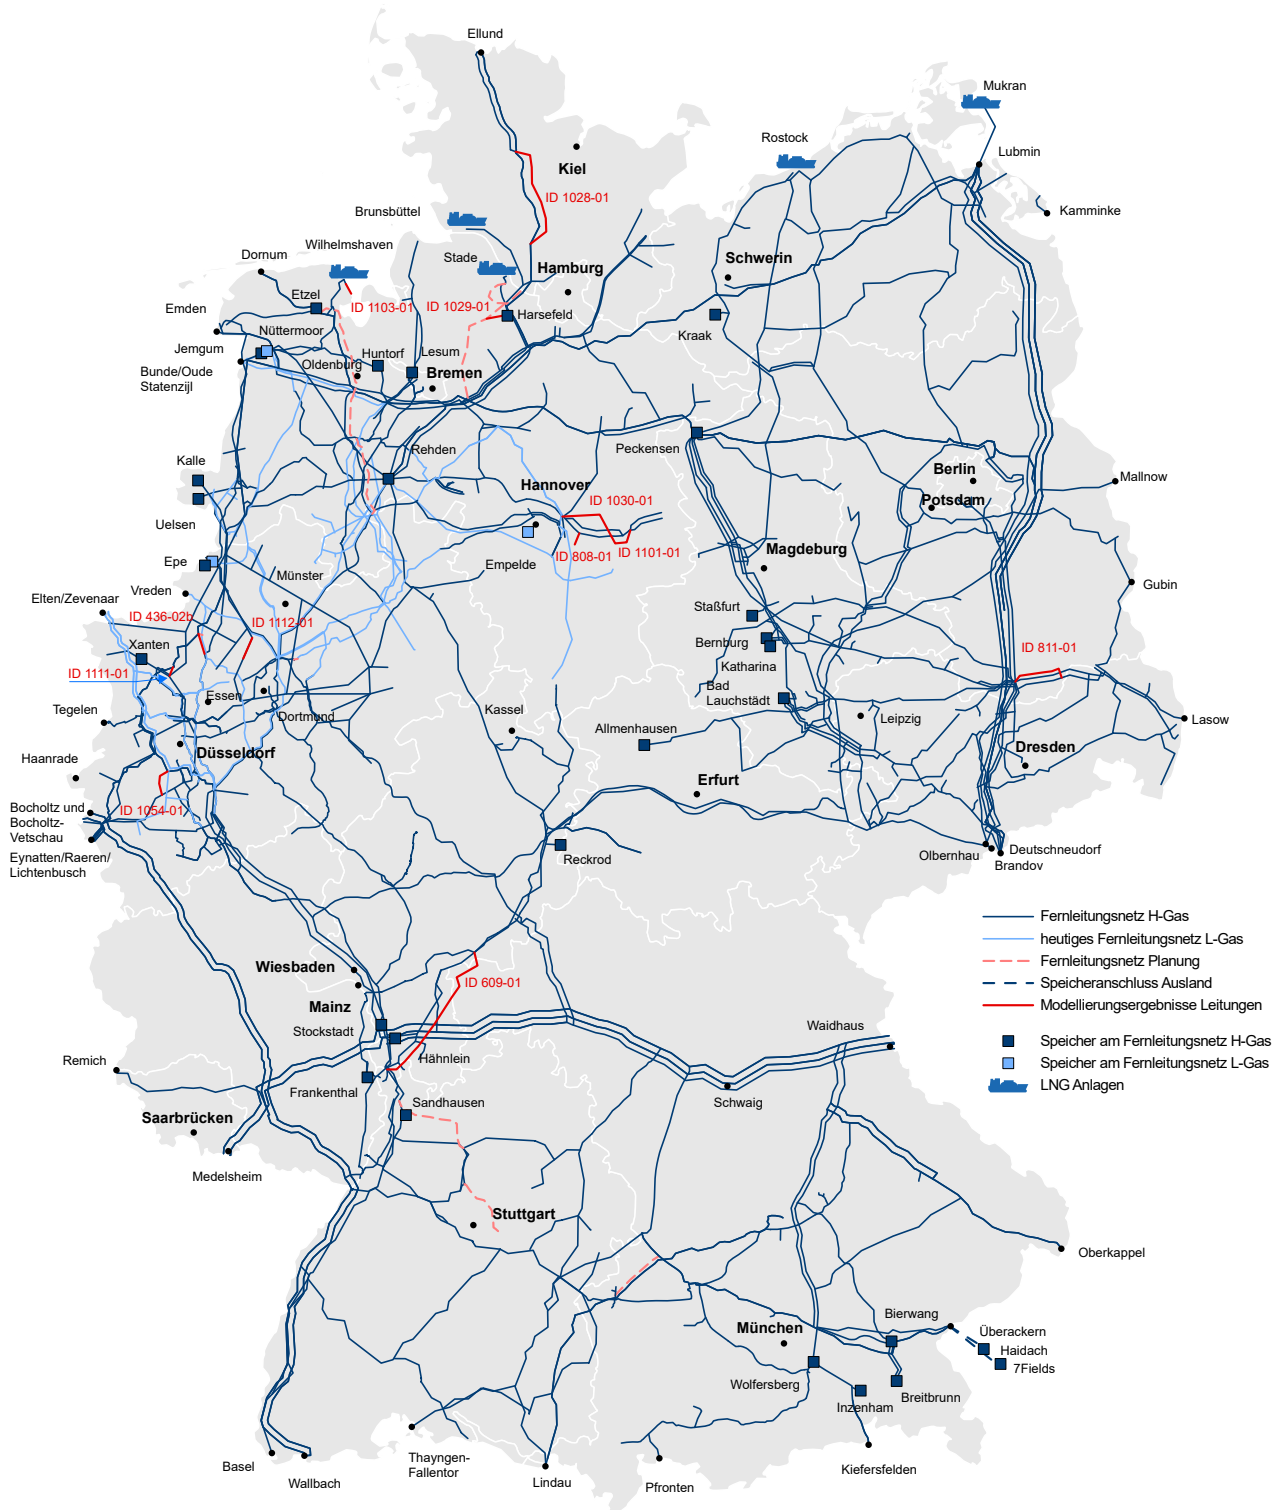 Ellund
Mukran
Rostock
Kiel
Lubmin
ID 1028-01
Kamminke
Brunsbüttel
Wilhelmshaven
Dornum
Stade
Hamburg
Schwerin
Etzel
ID 1103-01
ID 1029-01
Harsefeld
Emden
Nüttermoor
Kraak
Jemgum
Oldenburg
Huntorf
Lesum
Bunde/Oude
Statenzijl
Bremen
Rehden
Peckensen
Kalle
Berlin
Mallnow
Hannover
ID 1030-01
Potsdam
Uelsen
ID 808-01
ID 1101-01
Magdeburg
Epe
Empelde
Münster
Gubin
Vreden
Elten/Zevenaar
Staßfurt
ID 436-02b
ID 1112-01
Xanten
Bernburg
ID 811-01
Katharina
ID 1111-01
Essen
Bad
Lauchstädt
Tegelen
Dortmund
Kassel
Leipzig
Lasow
Allmenhausen
Düsseldorf
Dresden
Haanrade
Erfurt
Bocholtz und
Bocholtz-
Vetschau
ID 1054-01
Eynatten/Raeren/
Lichtenbusch
Reckrod
Olbernhau
Deutschneudorf
Brandov
Fernleitungsnetz H-Gas
heutiges Fernleitungsnetz L-Gas
Fernleitungsnetz Planung
Speicheranschluss Ausland
Modellierungsergebnisse Leitungen
Speicher am Fernleitungsnetz H-Gas
Speicher am Fernleitungsnetz L-Gas
LNG Anlagen
Wiesbaden
ID 609-01
Mainz
Stockstadt
Waidhaus
Remich
Hähnlein
Frankenthal
Schwaig
Sandhausen
Saarbrücken
Medelsheim
Stuttgart
Oberkappel
Bierwang
München
Überackern
Haidach
7Fields
Wolfersberg
Breitbrunn
Inzenham
Basel
Wallbach
Thayngen-
Fallentor
Lindau
Pfronten
Kiefersfelden